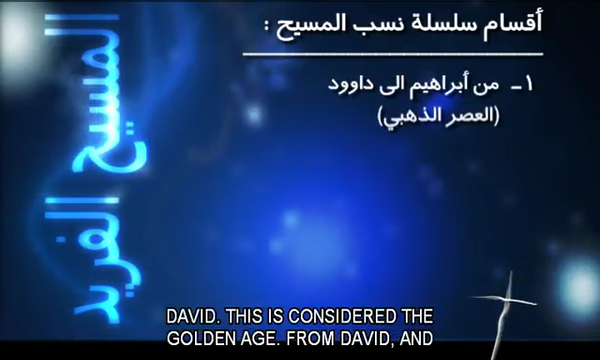 أقسام سلسلة نسب المسيح :
١ـ من أبراهيم الى داوود
(العصر الذهبي)
المسيح الفريد
DAVID. THIS IS CONSIDERED THE
GOLDEN AGE. FROM DAVID, AND